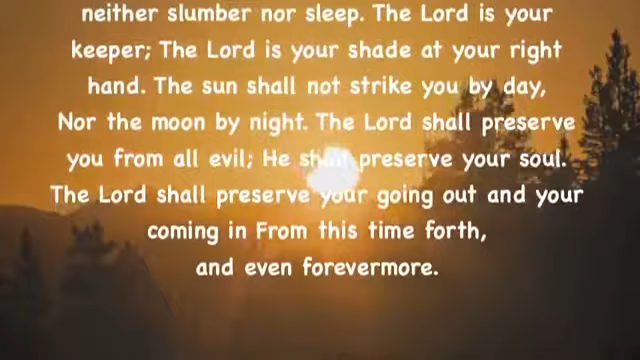 neither slumber nor sleep. The Lord is your
keeper; The Lord is your shade at your right
hand. The sun shall not strike you by day,
Nor the moon by night. The Lord shall preserve
you from all evil; He shall preserve your soul.
The Lord shall preserve your going out and your
coming in From this time forth,
and even forevermore.